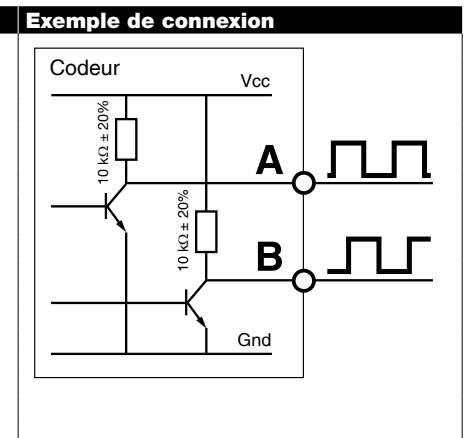 Exemple de connexion
Codeur
Vcc
10 kΩ ± 20%
A
10 kΩ ± 20%
B
Gnd